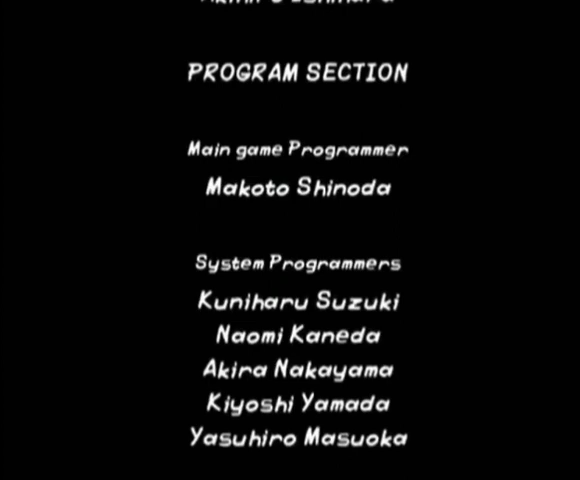 PROGRAM SECTION
Main game Programmer
Makoto Shinoda
System Programmers
Kuniharu Suzuki
Naomi Kaneda
Akira Nakayama
Kiyoshi Yamada
Yasuhiro Masuoka